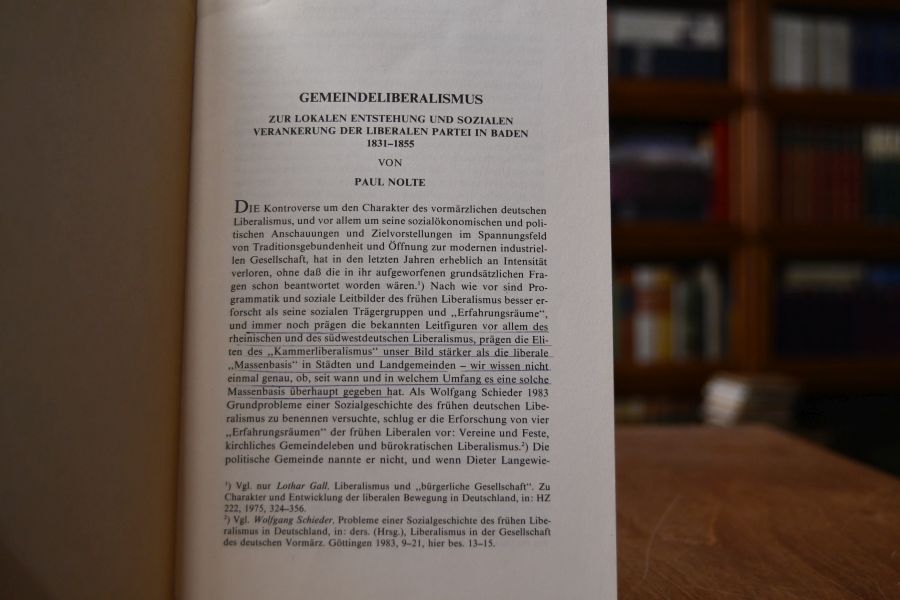 GEMEINDELIBERALISMUS
ZUR LOKALEN ENTSTEHUNG UND SOZIALEN
VERANKERUNG DER LIBERALEN PARTEI IN BADEN
1831–1855
VON
PAUL NOLTE
DIE Kontroverse um den Charakter des vormärzlichen deutschen
Liberalismus, und vor allem um seine sozialökonomischen und poli-
tischen Anschauungen und Zielvorstellungen im Spannungsfeld
von Traditionsgebundenheit und Öffnung zur modernen industriel-
len Gesellschaft, hat in den letzten Jahren erheblich an Intensität
verloren, ohne daß die in ihr aufgeworfenen grundsätzlichen Fra-
gen schon beantwortet worden wären.¹) Nach wie vor sind Pro-
grammatik und soziale Leitbilder des frühen Liberalismus besser er-
forscht als seine sozialen Trägergruppen und „Erfahrungsräume“,
und immer noch prägen die bekannten Leitfiguren vor allem des
rheinischen und des südwestdeutschen Liberalismus, prägen die Eli-
ten des „Kammerliberalismus“ unser Bild stärker als die liberale
„Massenbasis“ in Städten und Landgemeinden – wir wissen nicht
einmal genau, ob, seit wann und in welchem Umfang es eine solche
Massenbasis überhaupt gegeben hat. Als Wolfgang Schieder 1983
Grundprobleme einer Sozialgeschichte des frühen deutschen Libe-
ralismus zu benennen versuchte, schlug er die Erforschung von vier
„Erfahrungsräumen“ der frühen Liberalen vor: Vereine und Feste,
kirchliches Gemeindeleben und bürokratischen Liberalismus.²) Die
politische Gemeinde nannte er nicht, und wenn Dieter Langewie-
¹) Vgl. nur Lothar Gall, Liberalismus und „bürgerliche Gesellschaft“. Zu
Charakter und Entwicklung der liberalen Bewegung in Deutschland, in: HZ
222, 1975, 324–356.
²) Vgl. Wolfgang Schieder, Probleme einer Sozialgeschichte des frühen Libe-
ralismus in Deutschland, in: ders. (Hrsg.), Liberalismus in der Gesellschaft
des deutschen Vormärz. Göttingen 1983, 9–21, hier bes. 13–15.